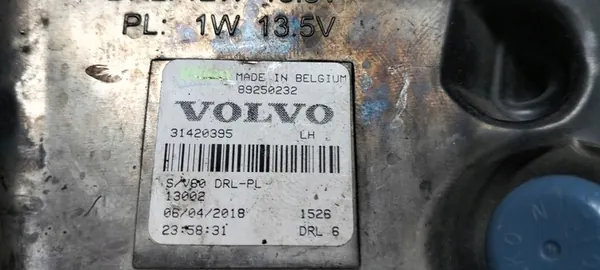 PL: 1W 13.5V
MADE IN BELGIUM
89250232
VOLVO
31420395 LH
S/V60 DRL-PL
13002
06/04/2018 1526
23:58:31 DRL 6